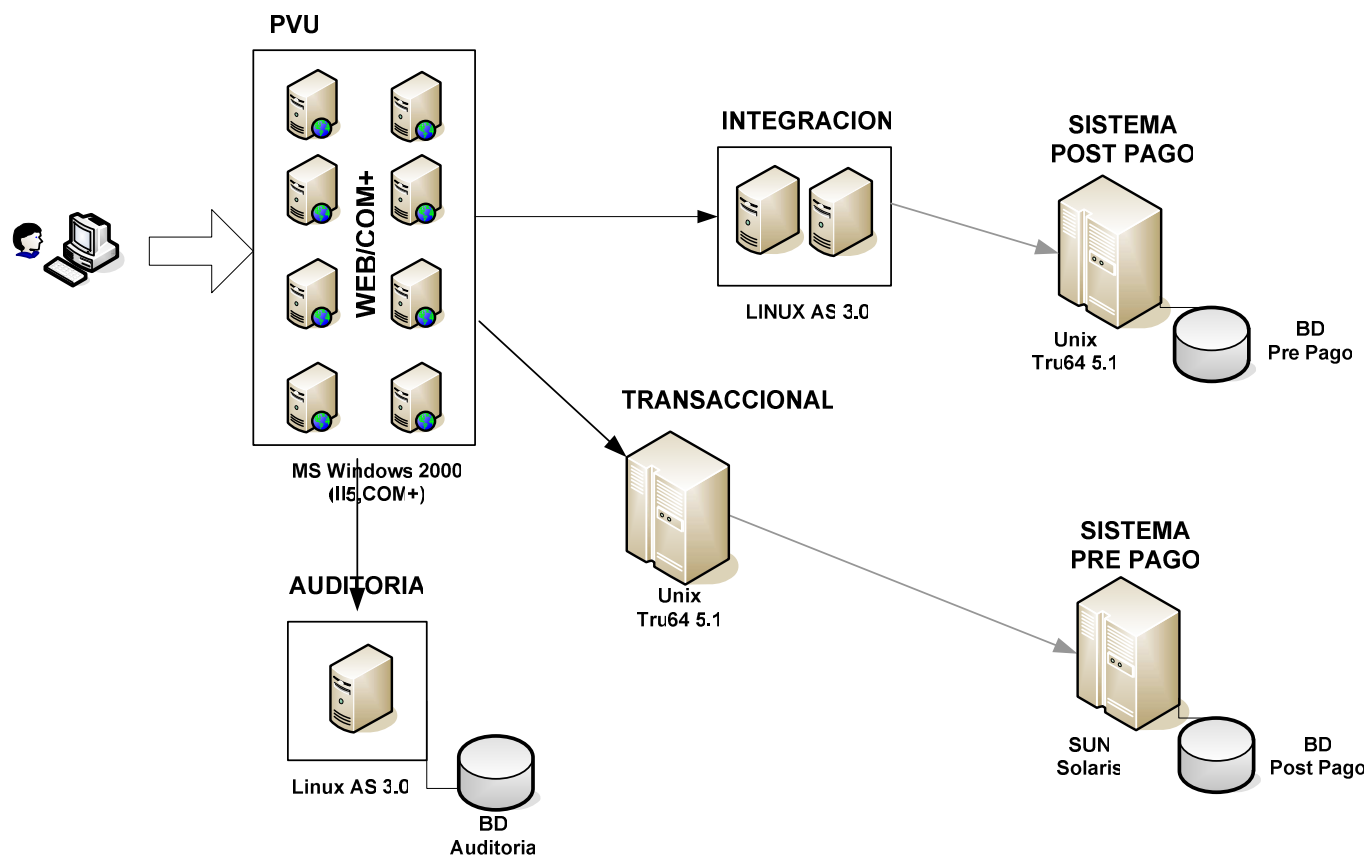 PVU
WEB/COM+
MS Windows 2000
(II5,COM+)
INTEGRACION
LINUX AS 3.0
SISTEMA
POST PAGO
Unix
Tru64 5.1
BD
Pre Pago
TRANSACCIONAL
Unix
Tru64 5.1
SISTEMA
PRE PAGO
SUN
Solaris
BD
Post Pago
AUDITORIA
Linux AS 3.0
BD
Auditoria